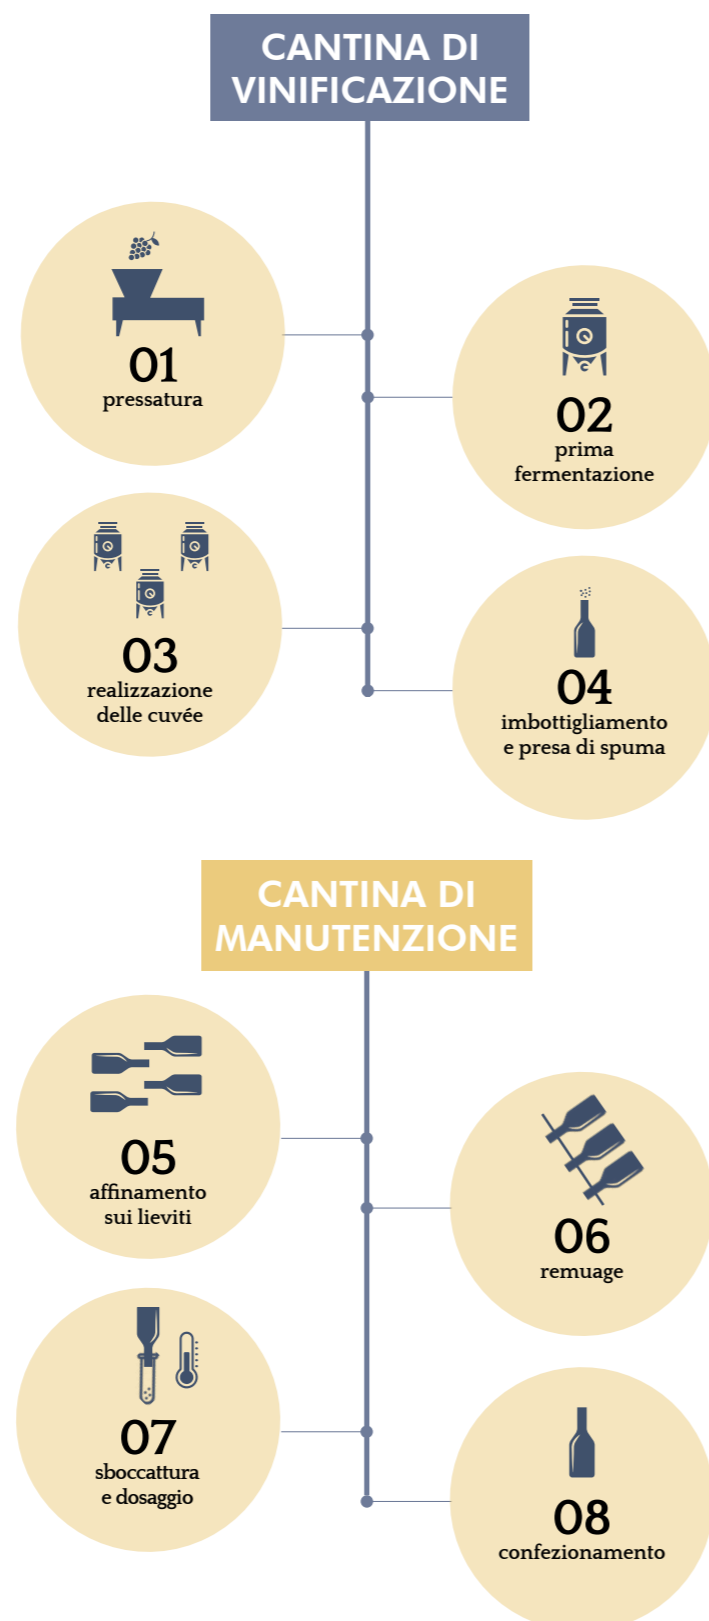 CANTINA DI
VINIFICAZIONE
01
pressatura
02
prima
fermentazione
03
realizzazione
delle cuvée
04
imbottigliamento
e presa di spuma
CANTINA DI
MANUTENZIONE
05
affinamento
sui lieviti
06
remuage
07
sboccattura
e dosaggio
08
confezionamento